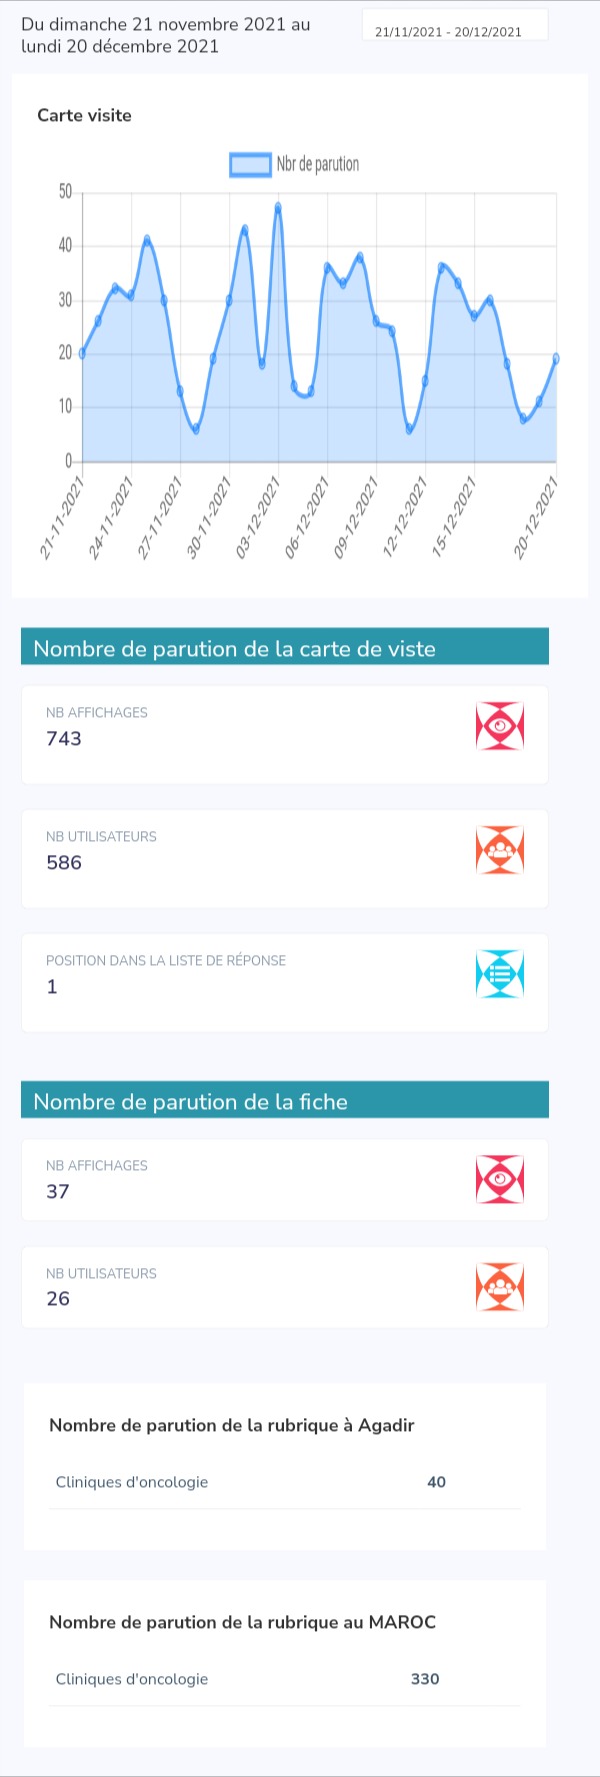 Du dimanche 21 novembre 2021 au
lundi 20 décembre 2021
21/11/2021 - 20/12/2021
Carte visite
Nbr de parution
50
40
30
20
10
0
21-11-2021
24-11-2021
27-11-2021
30-11-2021
03-12-2021
06-12-2021
09-12-2021
12-12-2021
15-12-2021
20-12-2021
Nombre de parution de la carte de viste
NB AFFICHAGES
743
NB UTILISATEURS
586
POSITION DANS LA LISTE DE RÉPONSE
1
Nombre de parution de la fiche
NB AFFICHAGES
37
NB UTILISATEURS
26
Nombre de parution de la rubrique à Agadir
Cliniques d'oncologie 40
Nombre de parution de la rubrique au MAROC
Cliniques d'oncologie 330